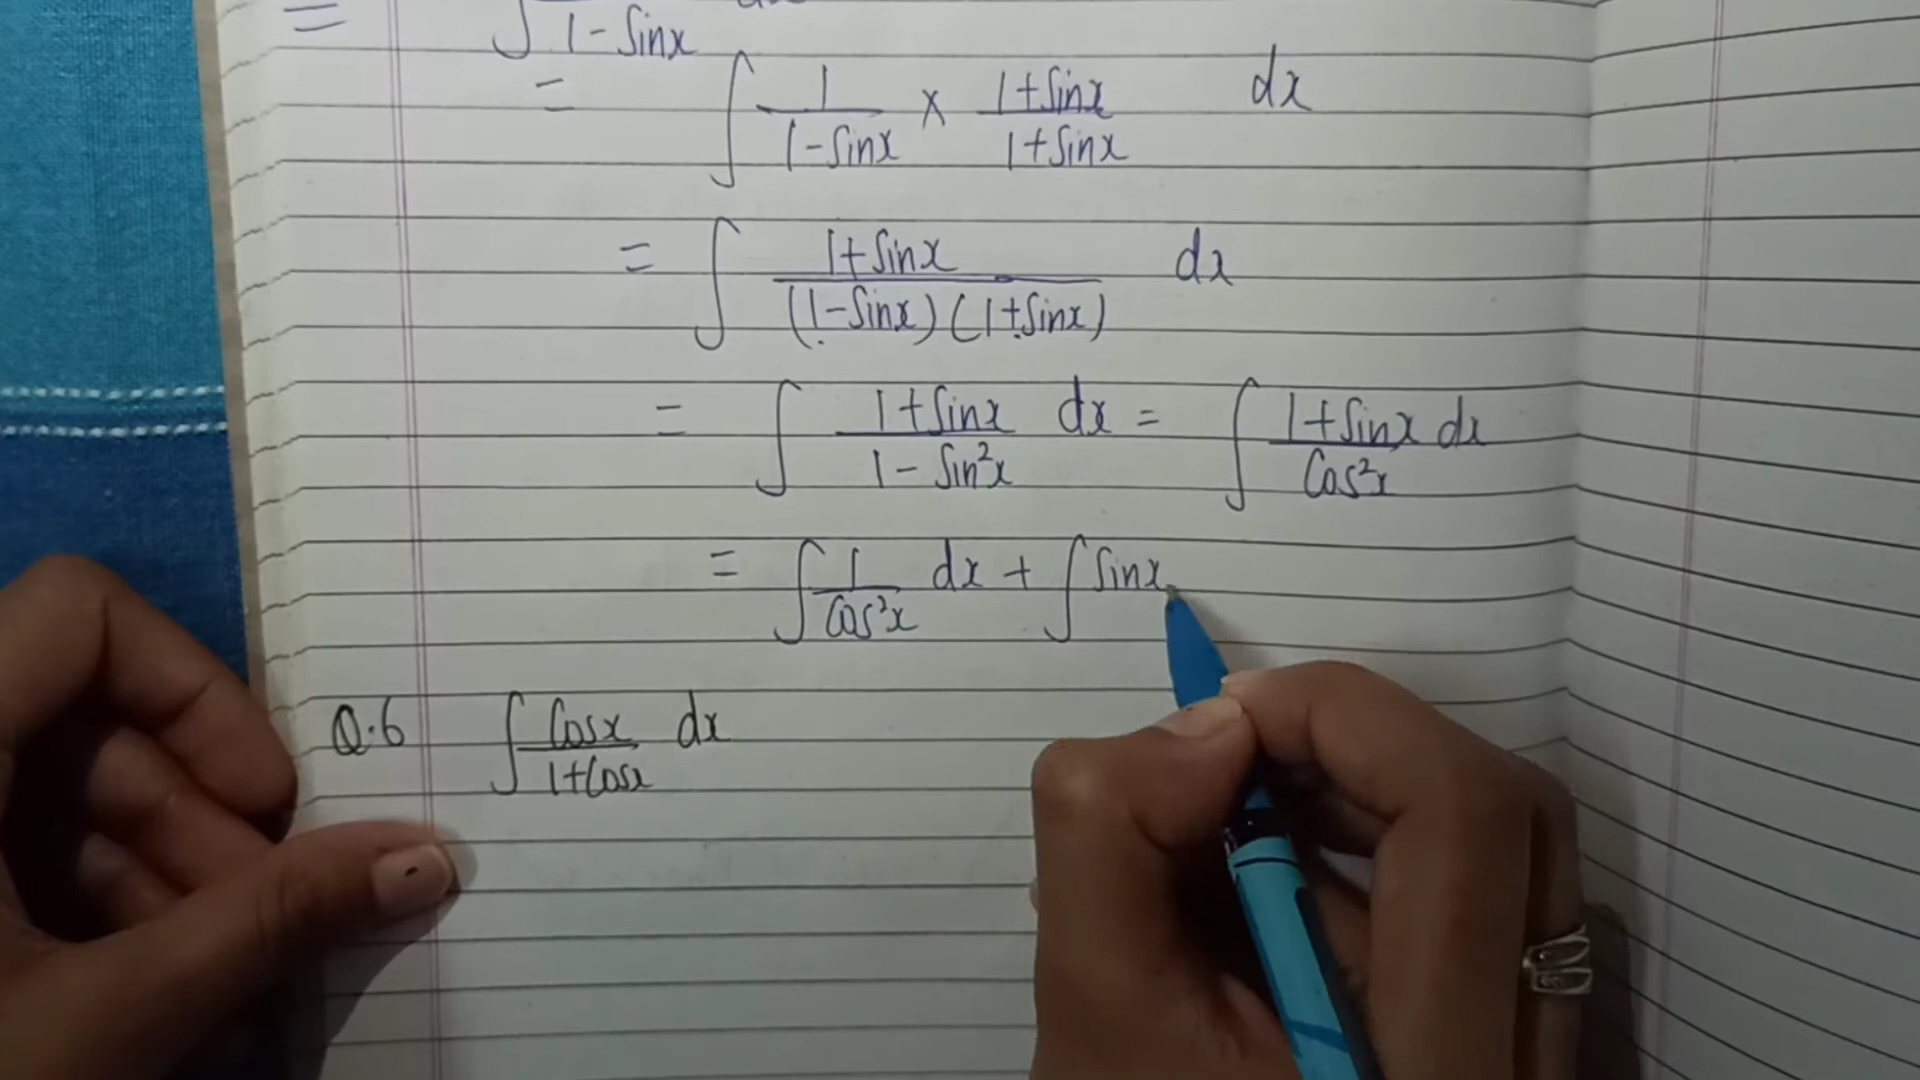 = ∫ 1-Sinx
= ∫ 1/(1-Sinx) × (1+Sinx)/(1+Sinx) dx
= ∫ (1+Sinx)/((1-Sinx)(1+Sinx)) dx
= ∫ (1+Sinx)/(1-Sin²x) dx = ∫ (1+Sinx)/(Cos²x) dx
= ∫ 1/(Cos²x) dx + ∫ Sinx
Q.6 ∫ Cosx/(1+Cosx) dx